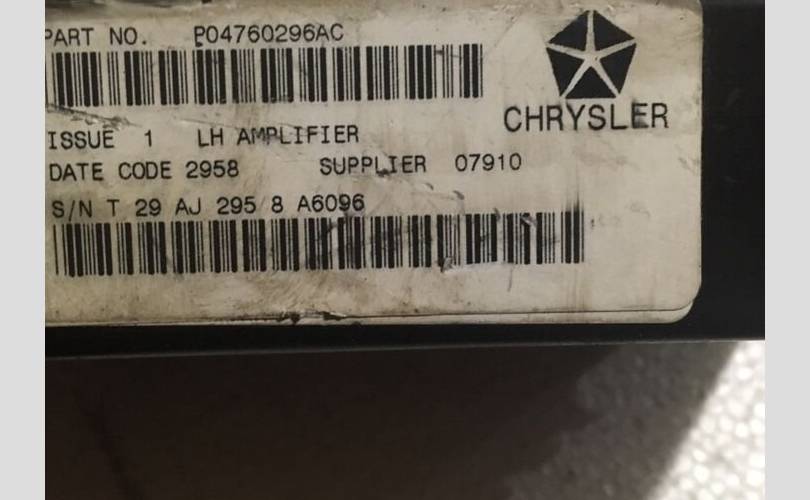 PART NO. P04760296AC
CHRYSLER
ISSUE 1 LH AMPLIFIER
DATE CODE 2958 SUPPLIER 07910
S/N T 29 AJ 295 8 A6096